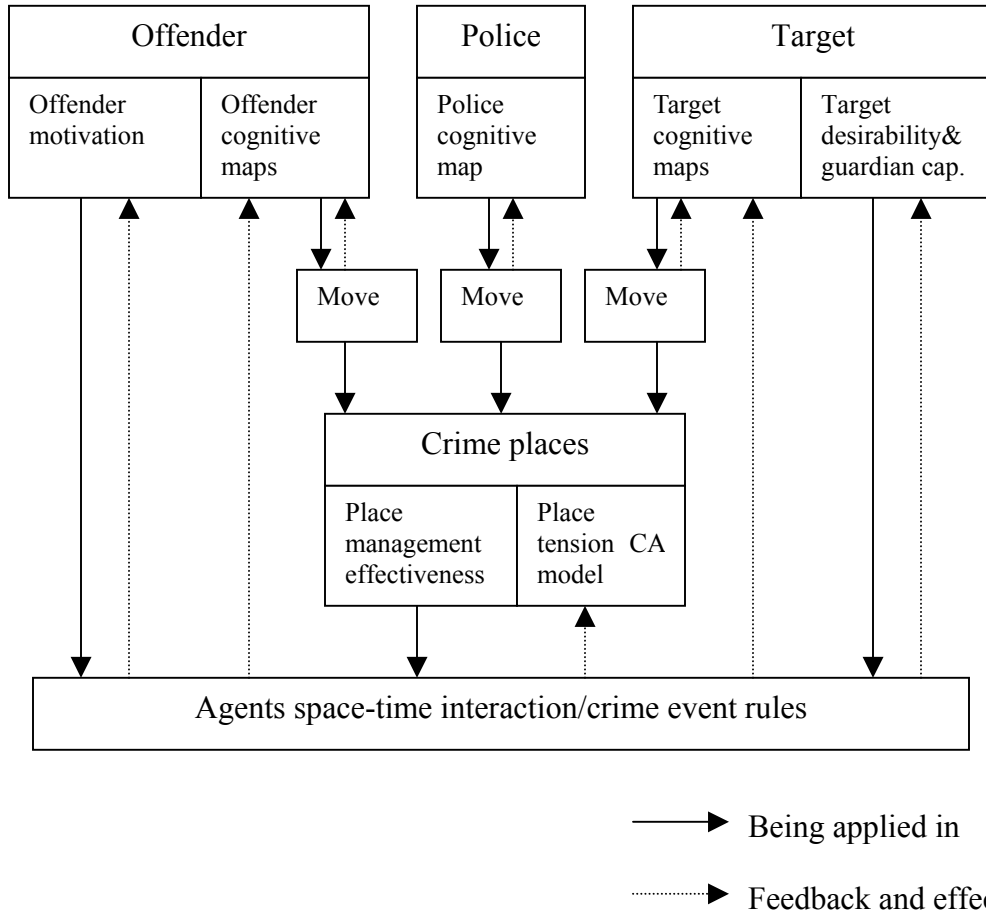 Offender
Police
Target
Offender
motivation
Offender
cognitive
maps
Police
cognitive
map
Target
cognitive
maps
Target
desirability&
guardian cap.
Move
Move
Move
Crime places
Place
management
effectiveness
Place
tension CA
model
Agents space-time interaction/crime event rules
Being applied in
Feedback and effec